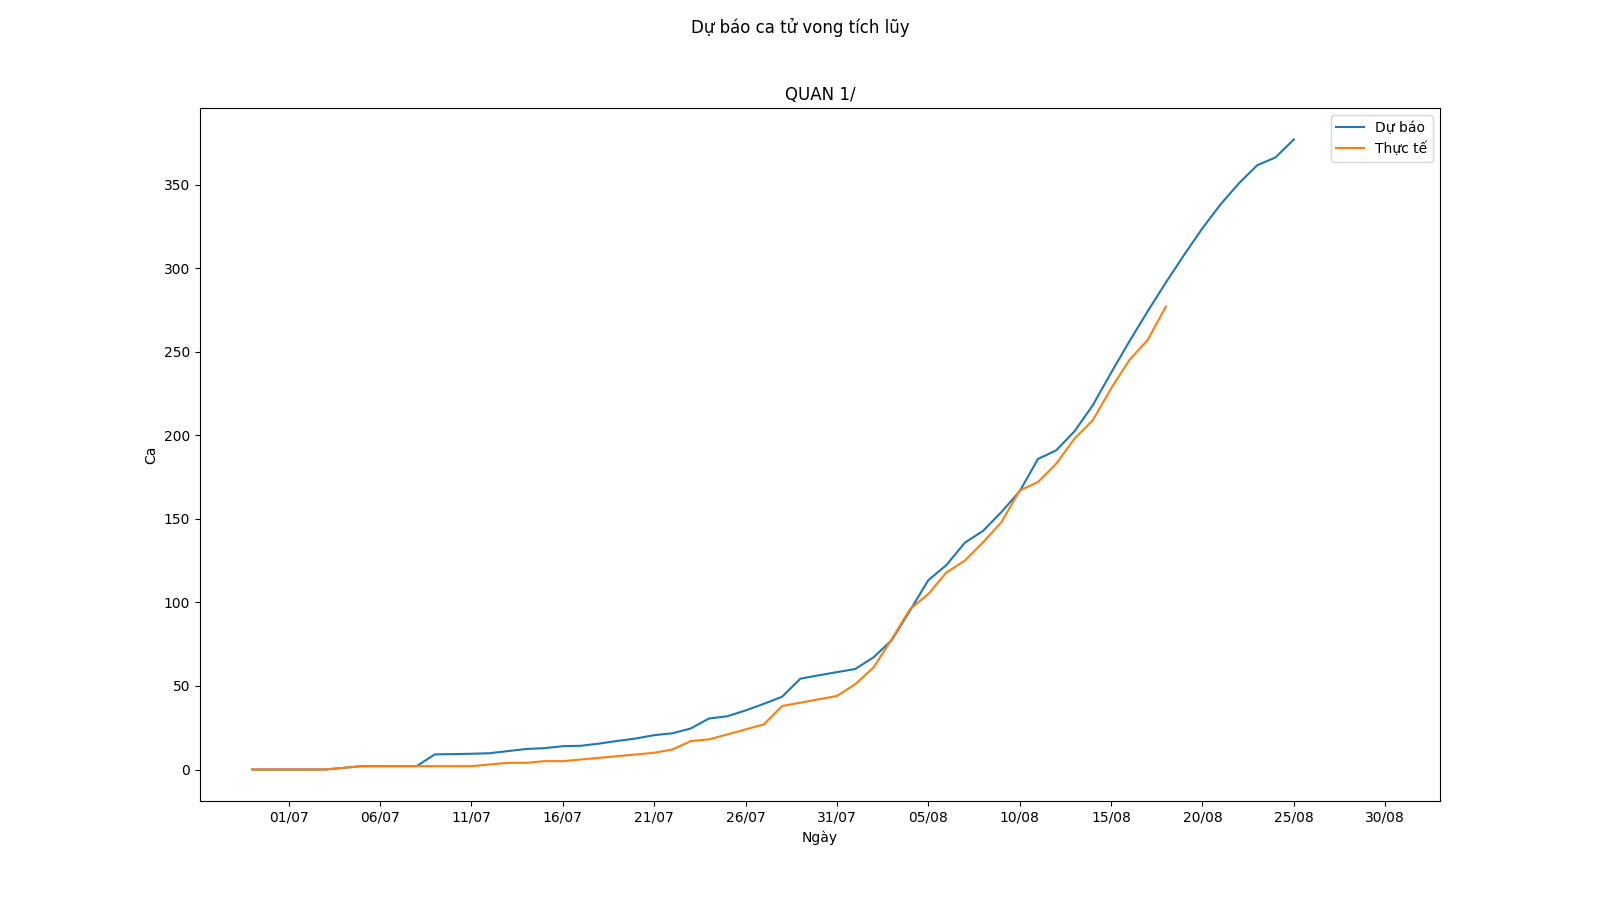 Dự báo ca tử vong tích lũy
QUAN 1/
Dự báo
Thực tế
350
300
250
200
150
100
50
0
Ca
01/07 06/07 11/07 16/07 21/07 26/07 31/07 05/08 10/08 15/08 20/08 25/08 30/08
Ngày